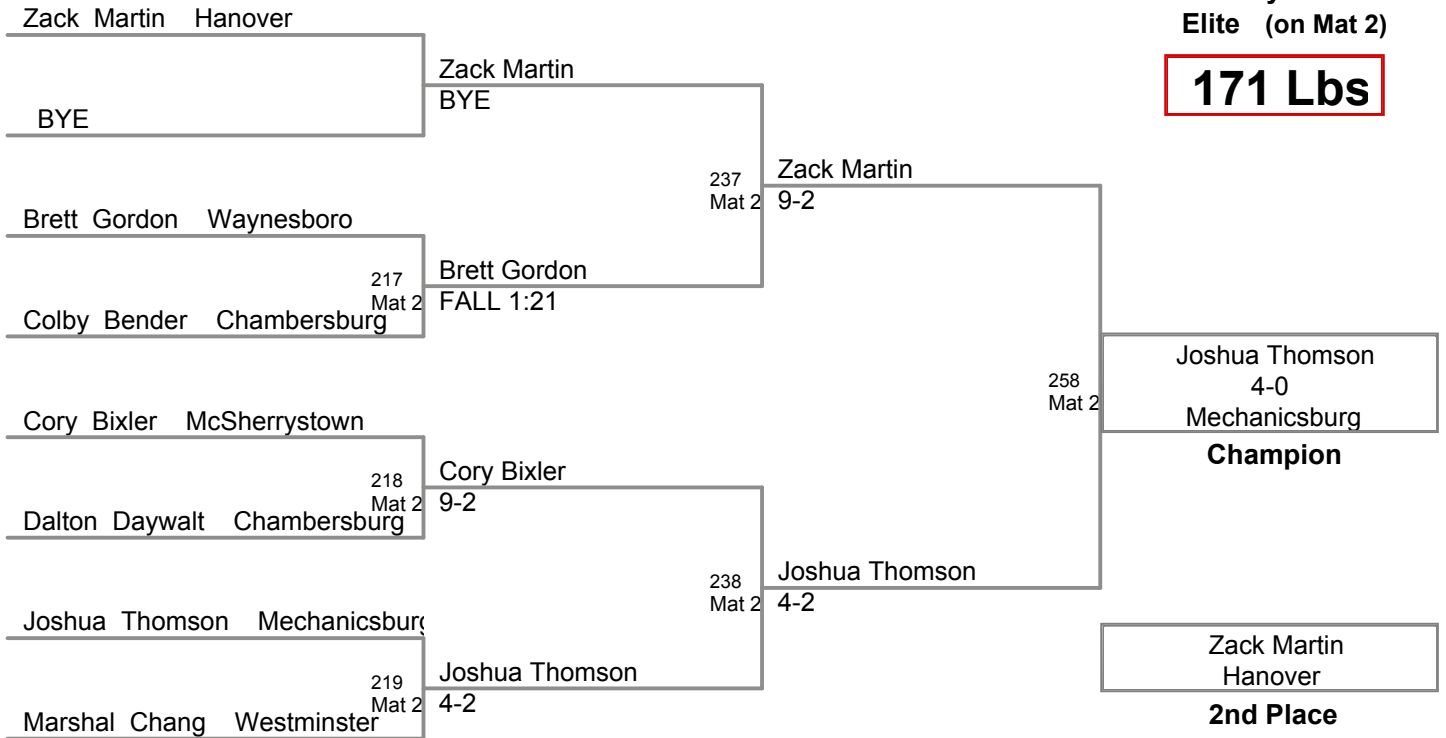 Elite (on Mat 2)
171 Lbs
Zack Martin Hanover
BYE
Brett Gordon Waynesboro
Colby Bender Chambersburg
Cory Bixler McSherrystown
Dalton Daywalt Chambersburg
Joshua Thomson Mechanicsburg
Marshal Chang Westminster
Zack Martin
BYE
217
Mat 2
Brett Gordon
FALL 1:21
218
Mat 2
Cory Bixler
9-2
219
Mat 2
Joshua Thomson
4-2
237
Mat 2
Zack Martin
9-2
238
Mat 2
Joshua Thomson
4-2
258
Mat 2
Joshua Thomson
4-0
Mechanicsburg
Champion
Zack Martin
Hanover
2nd Place